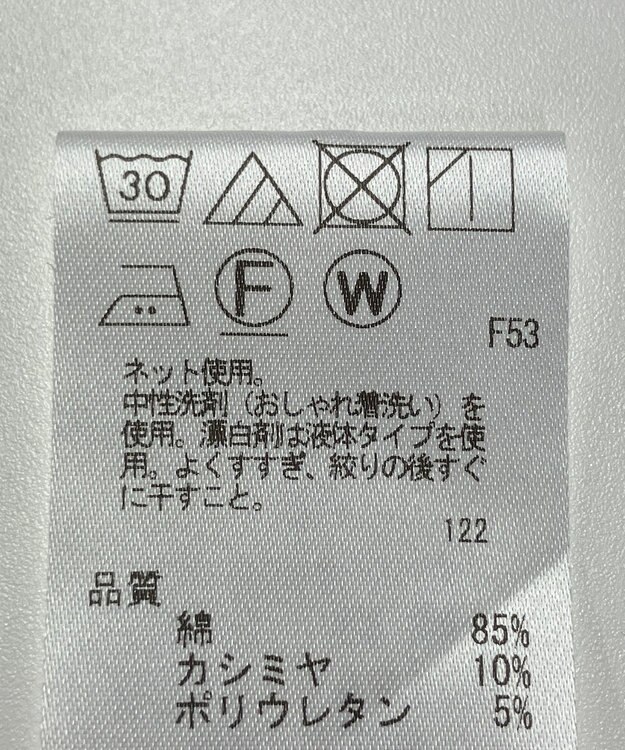 30
F W
F53
ネット使用。
中性洗剤(おしゃれ着洗い)を
使用。漂白剤は液体タイプを使
用。よくすすぎ、絞りの後すぐ
に干すこと。
122
品質
綿 85%
カシミヤ 10%
ポリウレタン 5%